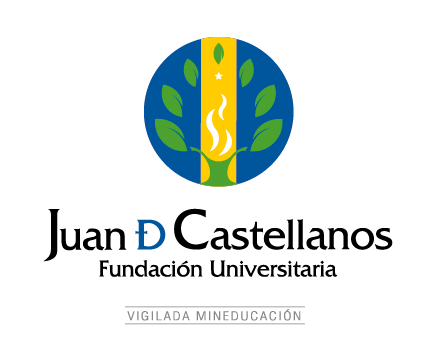 Juan Ð Castellanos
Fundación Universitaria
VIGILADA MINEDUCACIÓN